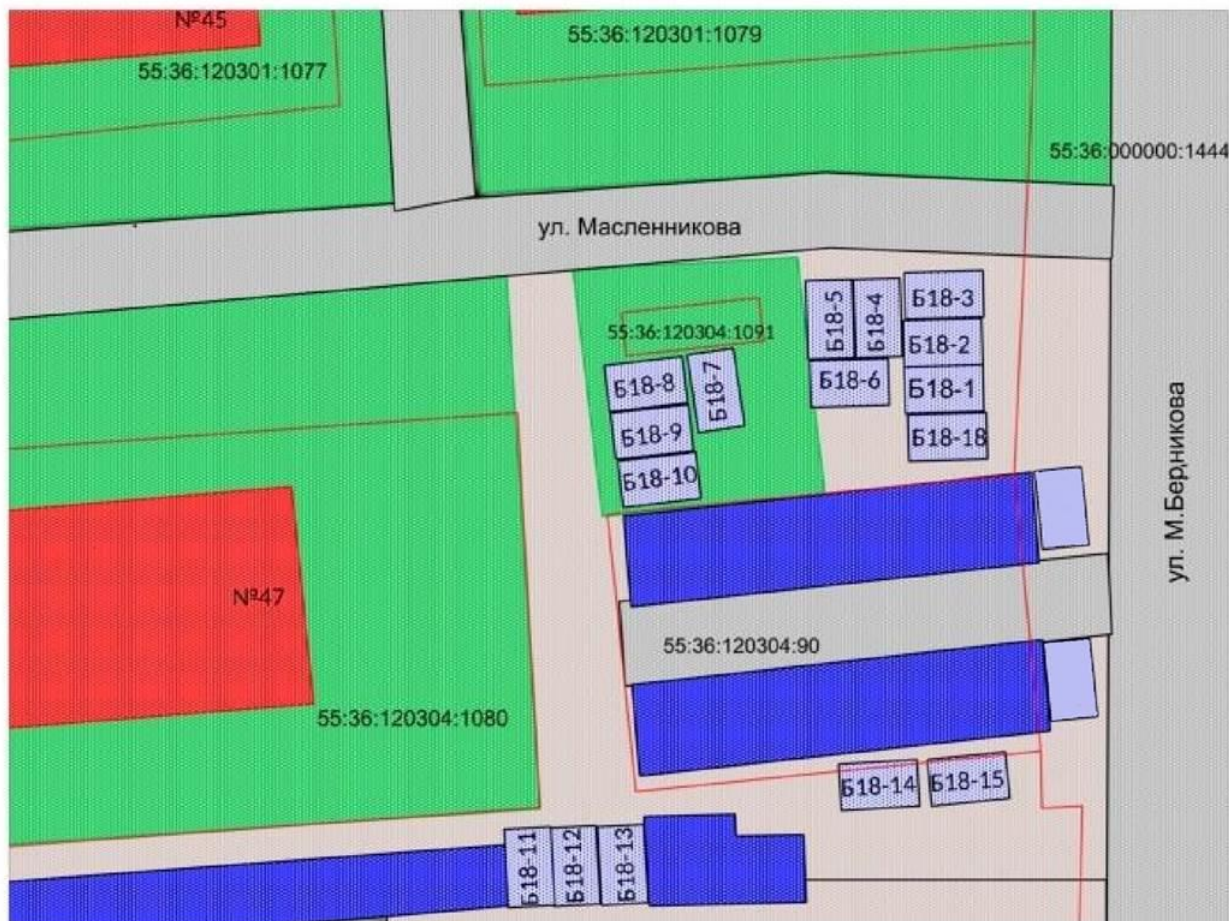 №45
55:36:120301:1077
55:36:120301:1079
55:36:000000:1444
ул. Масленникова
Б18-5
Б18-4
Б18-3
Б18-2
Б18-1
Б18-18
Б18-6
55:36:120304:1091
Б18-8
Б18-7
Б18-9
Б18-10
ул. М.Берникова
№47
55:36:120304:90
55:36:120304:1080
Б18-14
Б18-15
Б18-11
Б18-12
Б18-13